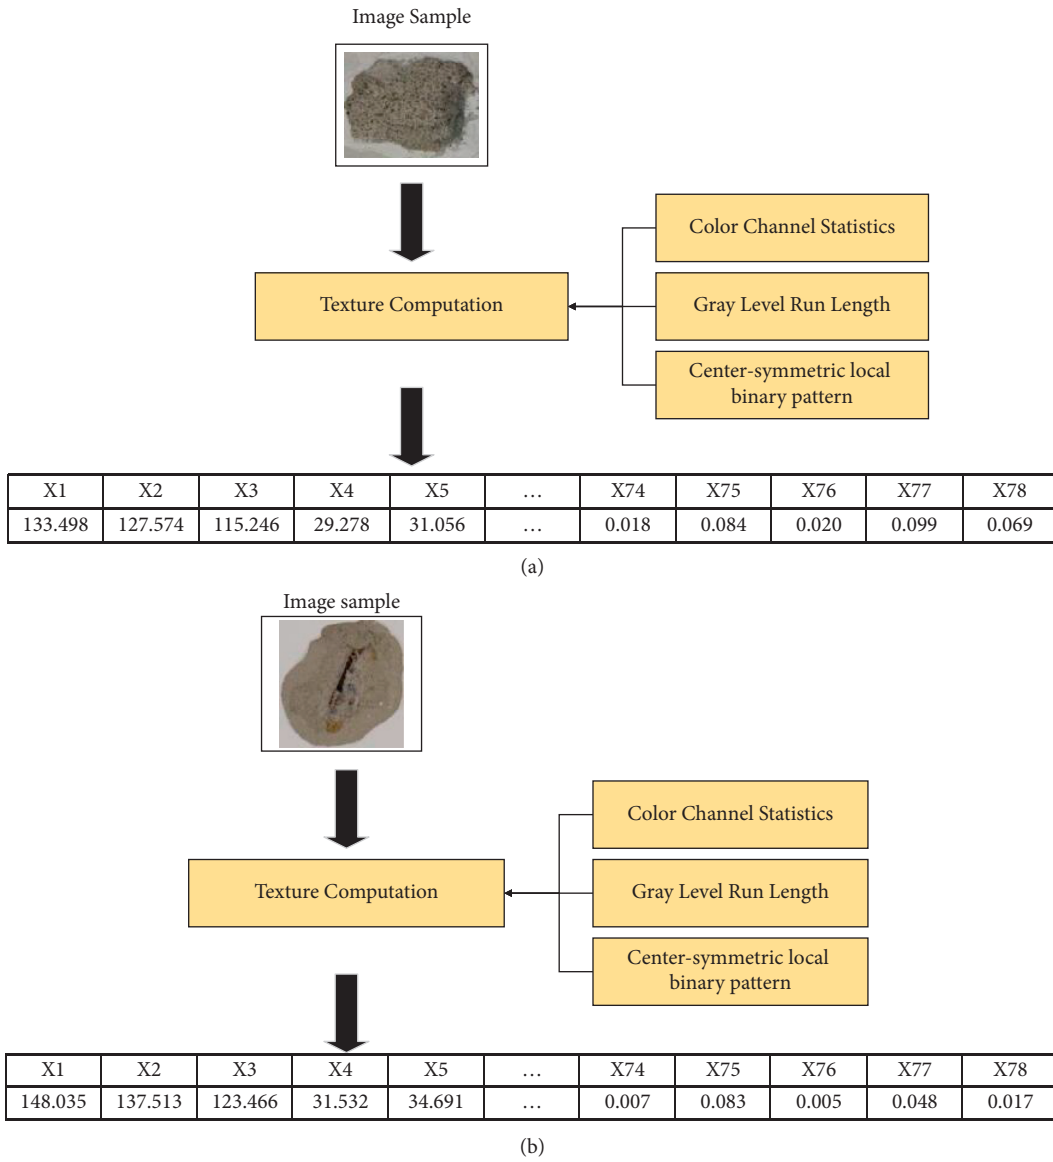 Image Sample
Color Channel Statistics
Texture Computation
Gray Level Run Length
Center-symmetric local
binary pattern
X1 X2 X3 X4 X5 ... X74 X75 X76 X77 X78
133.498 127.574 115.246 29.278 31.056 ... 0.018 0.084 0.020 0.099 0.069
(a)
Image sample
Color Channel Statistics
Texture Computation
Gray Level Run Length
Center-symmetric local
binary pattern
X1 X2 X3 X4 X5 ... X74 X75 X76 X77 X78
148.035 137.513 123.466 31.532 34.691 ... 0.007 0.083 0.005 0.048 0.017
(b)